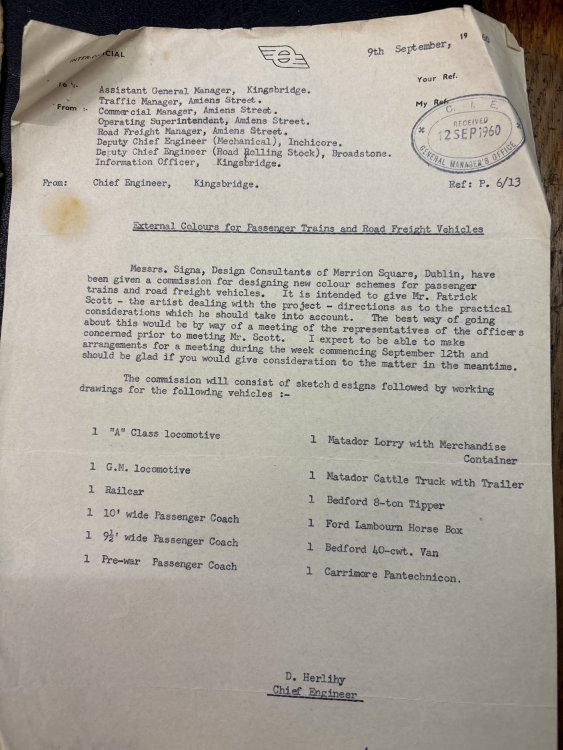 INTER-OFFICIAL
9th September, 1960
Your Ref.
To :-
My Ref.
Assistant General Manager, Kingsbridge.
Traffic Manager, Amiens Street.
From :-
Commercial Manager, Amiens Street.
Operating Superintendent, Amiens Street.
Road Freight Manager, Amiens Street.
Deputy Chief Engineer (Mechanical), Inchicore.
Deputy Chief Engineer (Road Rolling Stock), Broadstone.
Information Officer, Kingsbridge.
C. I. E.
RECEIVED
12 SEP 1960
GENERAL MANAGER'S OFFICE
From: Chief Engineer, Kingsbridge.
Ref: P. 6/13
External Colours for Passenger Trains and Road Freight Vehicles
Messrs. Signa, Design Consultants of Merrion Square, Dublin, have
been given a commission for designing new colour schemes for passenger
trains and road freight vehicles. It is intended to give Mr. Patrick
Scott - the artist dealing with the project - directions as to the practical
considerations which he should take into account. The best way of going
about this would be by way of a meeting of the representatives of the officers
concerned prior to meeting Mr. Scott. I expect to be able to make
arrangements for a meeting during the week commencing September 12th and
should be glad if you would give consideration to the matter in the meantime.
The commission will consist of sketch designs followed by working
drawings for the following vehicles :-
1 "A" Class locomotive
1 G.M. locomotive
1 Railcar
1 10' wide Passenger Coach
1 9½' wide Passenger Coach
1 Pre-war Passenger Coach
1 Matador Lorry with Merchandise
Container
1 Matador Cattle Truck with Trailer
1 Bedford 8-ton Tipper
1 Ford Lambourn Horse Box
1 Bedford 40-cwt. Van
1 Carrimore Pantechnicon.
D. Herlihy
Chief Engineer